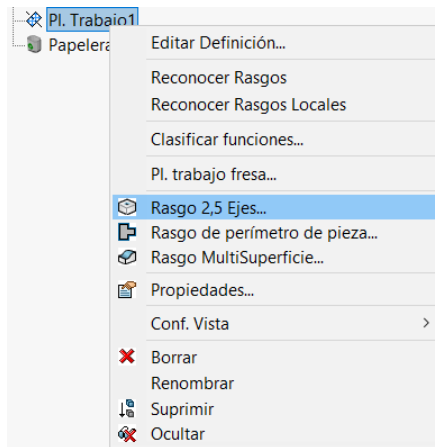 Pl. Trabajo1
Papelera
Editar Definición...
Reconocer Rasgos
Reconocer Rasgos Locales
Clasificar funciones...
Pl. trabajo fresa...
Rasgo 2,5 Ejes...
Rasgo de perímetro de pieza...
Rasgo MultiSuperficie...
Propiedades...
Conf. Vista
Borrar
Renombrar
Suprimir
Ocultar